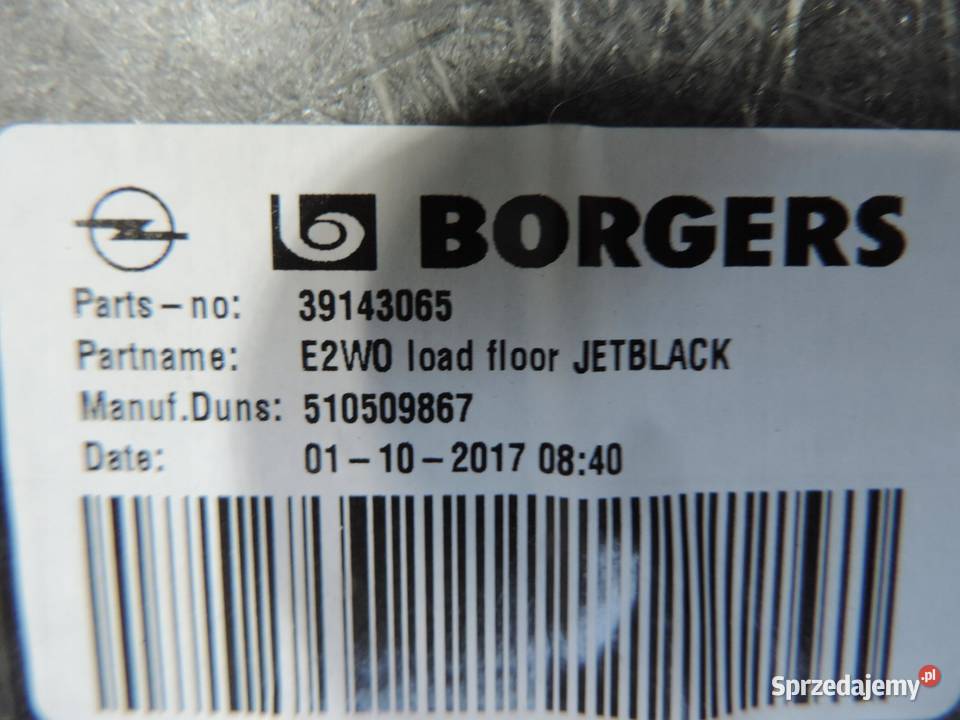 BORGERS
Parts-no: 39143065
Partname: E2WO load floor JETBLACK
Manuf.Duns: 510509867
Date: 01-10-2017 08:40
Sprzedajemy.pl